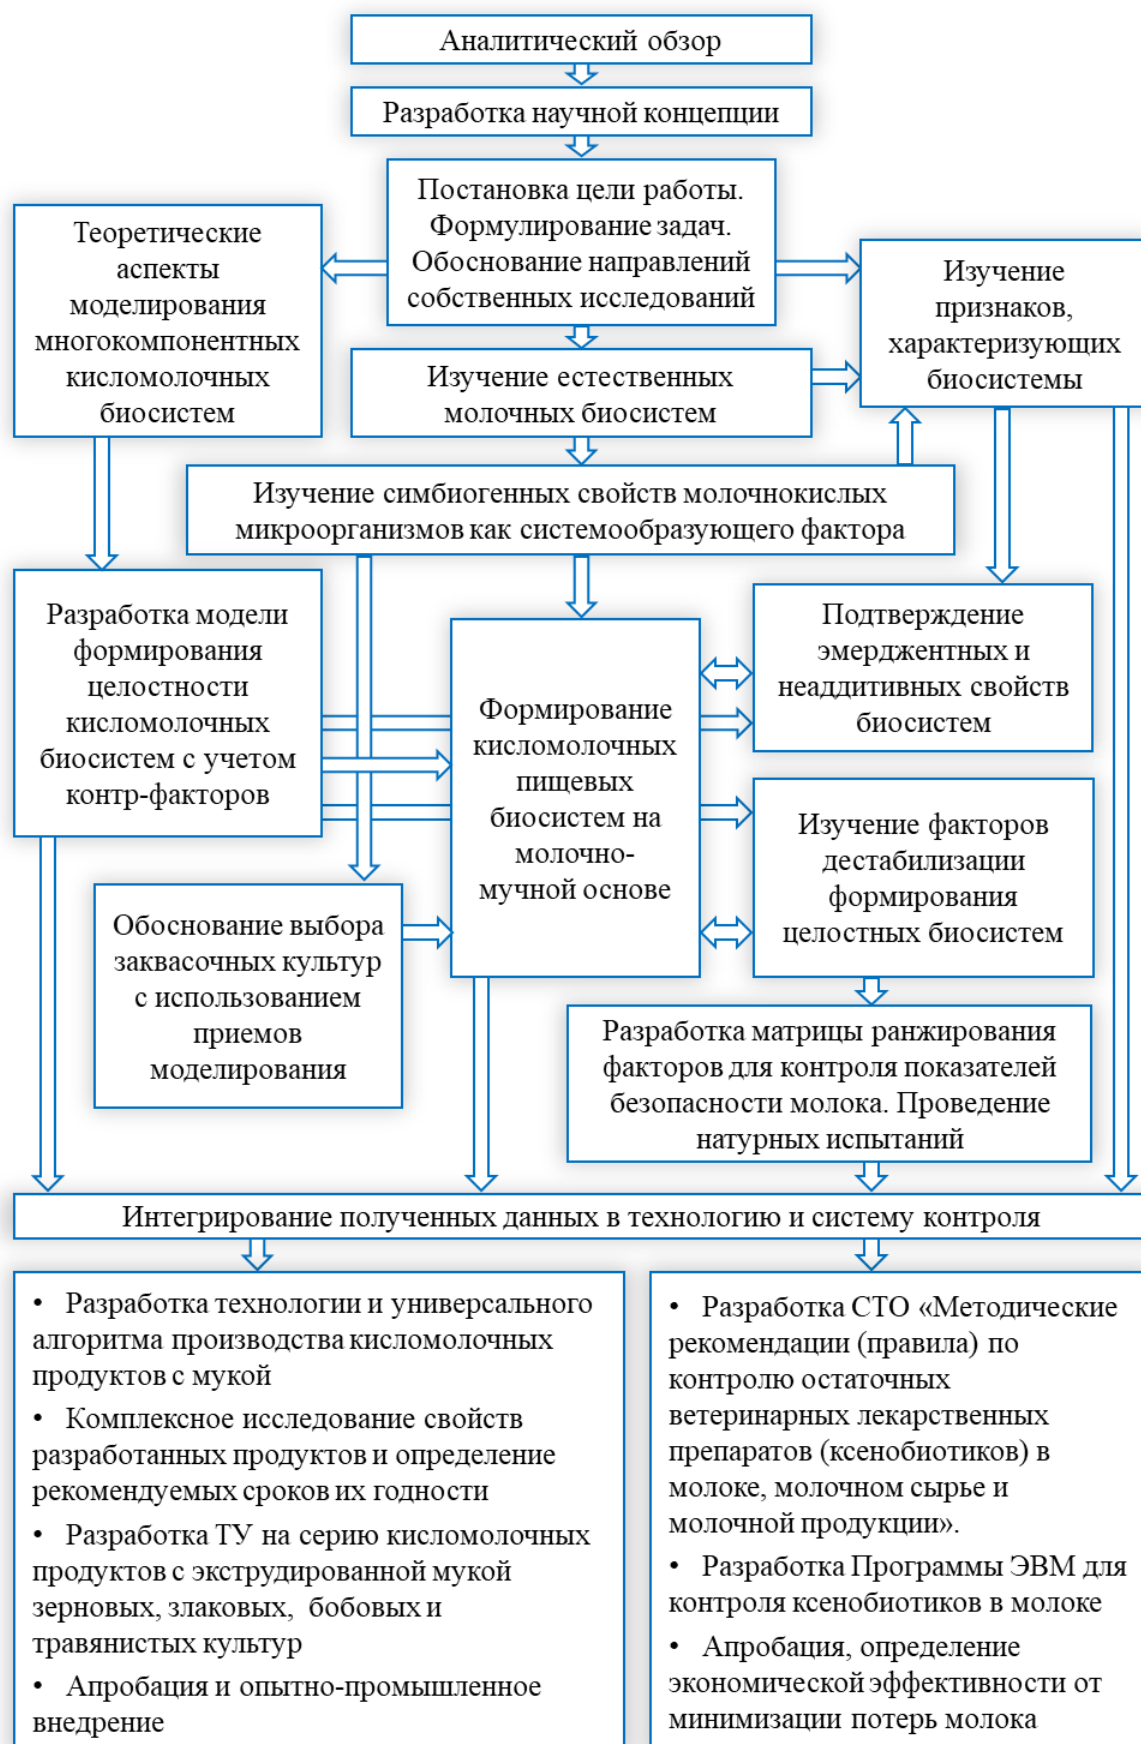 Аналитический обзор
Разработка научной концепции
Постановка цели работы.
Формулирование задач.
Обоснование направлений
собственных исследований
Теоретические
аспекты
моделирования
многокомпонентных
кисломолочных
биосистем
Изучение
признаков,
характеризующих
биосистемы
Изучение естественных
молочных биосистем
Изучение симбиогенных свойств молочнокислых
микроорганизмов как системообразующего фактора
Разработка модели
формирования
целостности
кисломолочных
биосистем с учетом
контр-факторов
Формирование
кисломолочных
пищевых
биосистем на
молочно-
мучной основе
Подтверждение
эмерджентных и
неаддитивных свойств
биосистем
Изучение факторов
дестабилизации
формирования
целостных биосистем
Обоснование выбора
заквасочных культур
с использованием
приемов
моделирования
Разработка матрицы ранжирования
факторов для контроля показателей
безопасности молока. Проведение
натурных испытаний
Интегрирование полученных данных в технологию и систему контроля
• Разработка технологии и универсального
алгоритма производства кисломолочных
продуктов с мукой
• Комплексное исследование свойств
разработанных продуктов и определение
рекомендуемых сроков их годности
• Разработка ТУ на серию кисломолочных
продуктов с экструдированной мукой
зерновых, злаковых, бобовых и
травянистых культур
• Апробация и опытно-промышленное
внедрение
• Разработка СТО «Методические
рекомендации (правила) по
контролю остаточных
ветеринарных лекарственных
препаратов (ксенобиотиков) в
молоке, молочном сырье и
молочной продукции».
• Разработка Программы ЭВМ для
контроля ксенобиотиков в молоке
• Апробация, определение
экономической эффективности от
минимизации потерь молока